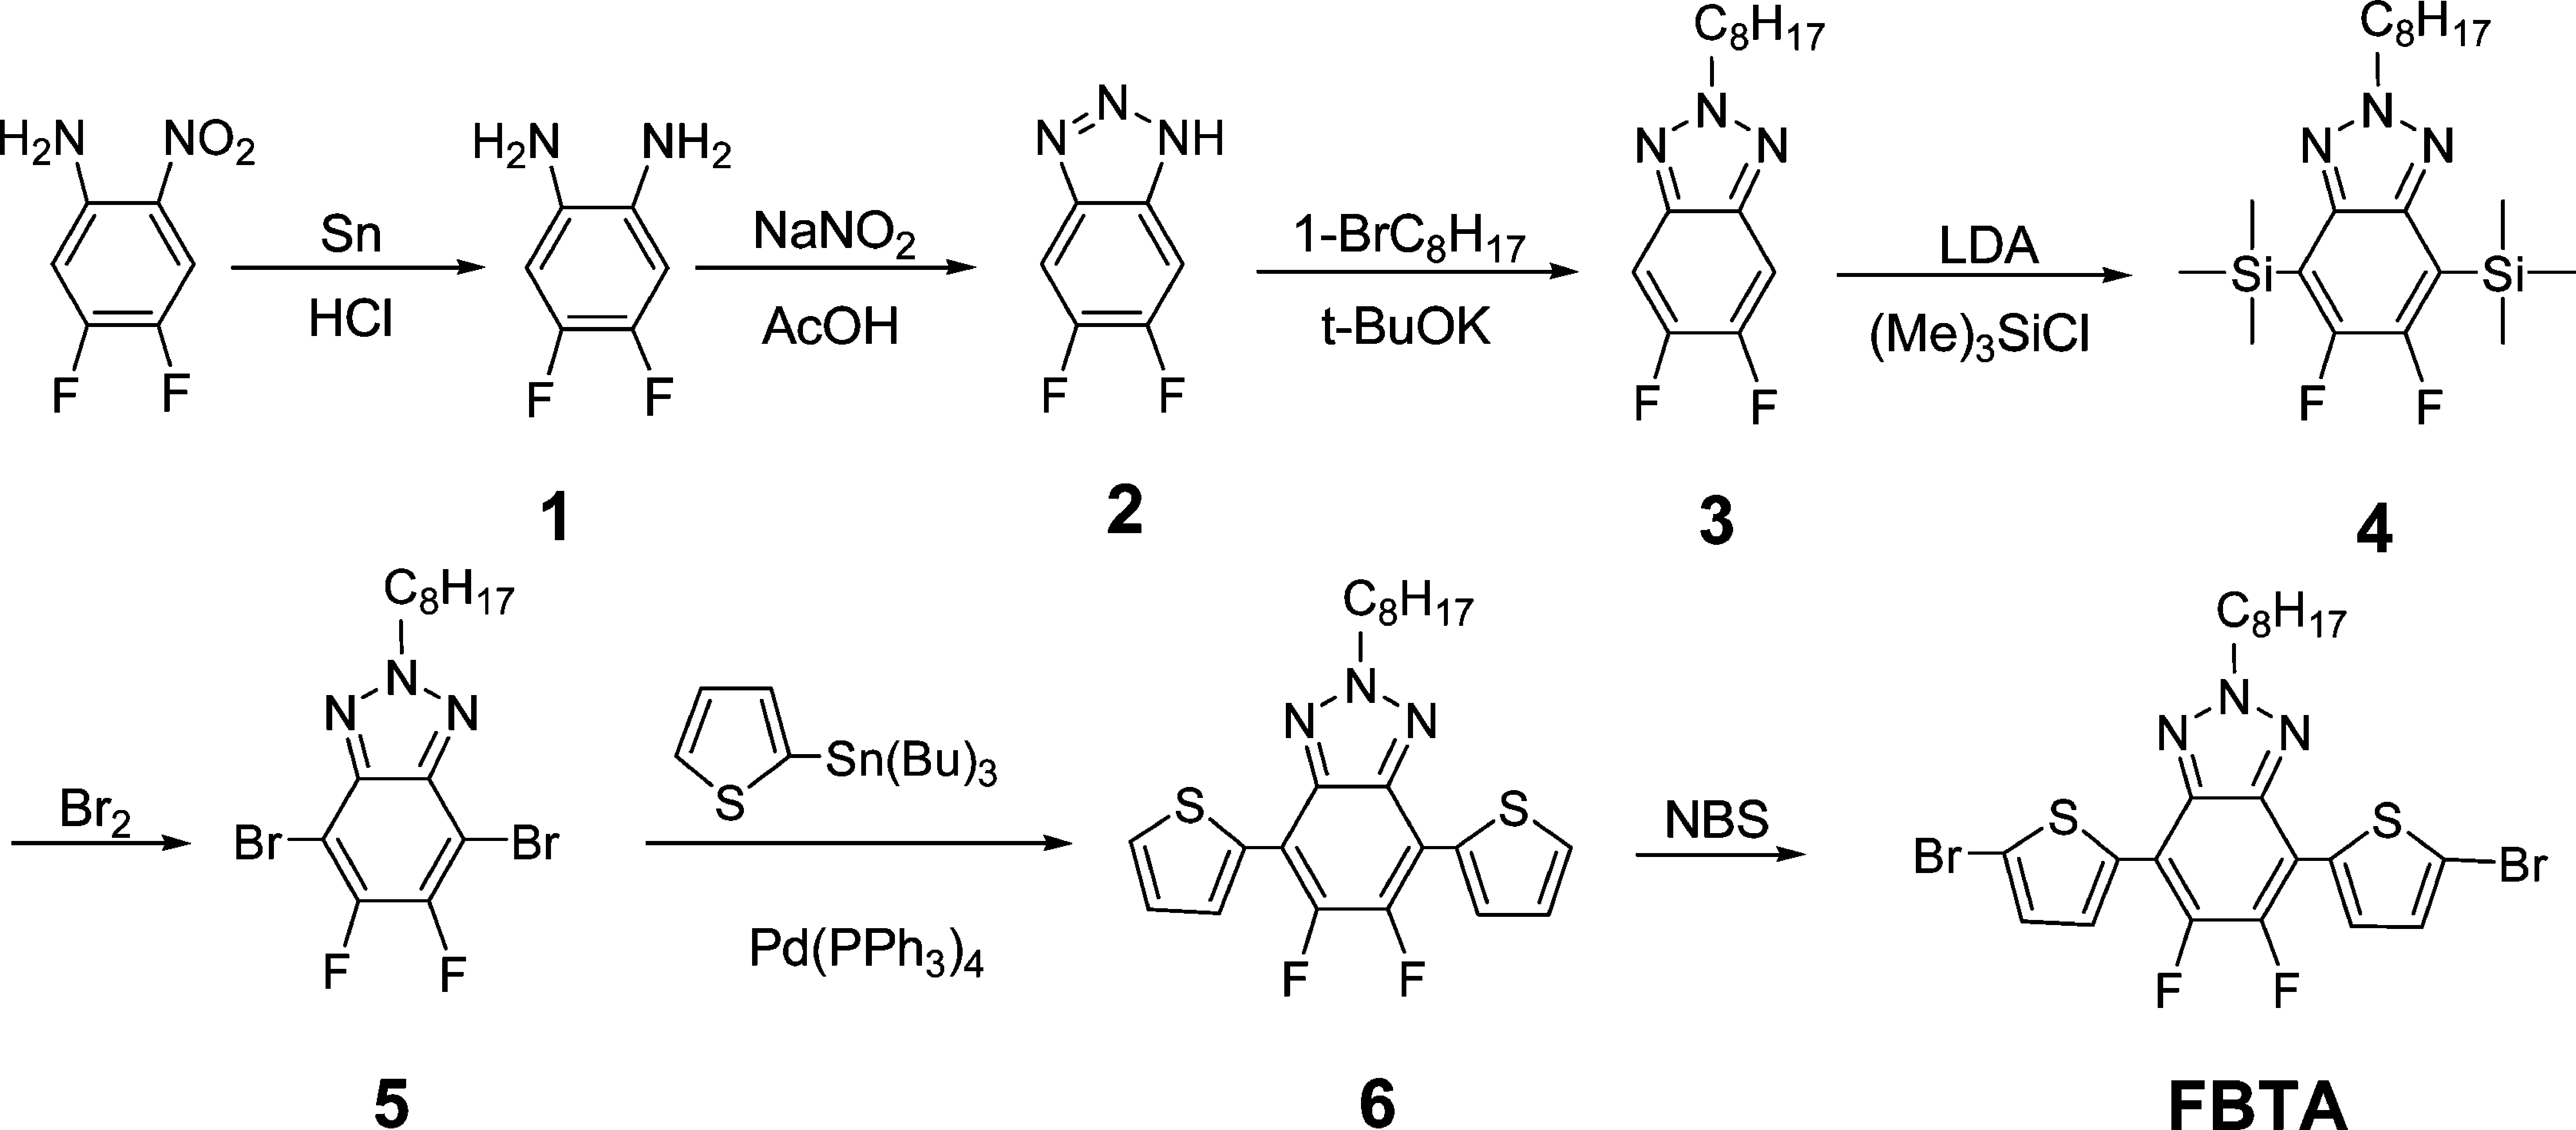 H₂N NO₂
F F
Sn
HCl
H₂N NH₂
F F
1
NaNO₂
AcOH
N N NH
F F
2
1-BrC₈H₁₇
t-BuOK
C₈H₁₇
N
N N
F F
3
LDA
(Me)₃SiCl
C₈H₁₇
N
N N
Si Si
F F
4
Br₂
C₈H₁₇
N
N N
Br Br
F F
5
S Sn(Bu)₃
Pd(PPh₃)₄
C₈H₁₇
N
N N
S S
F F
6
NBS
C₈H₁₇
N
N N
Br S S Br
F F
FBTA